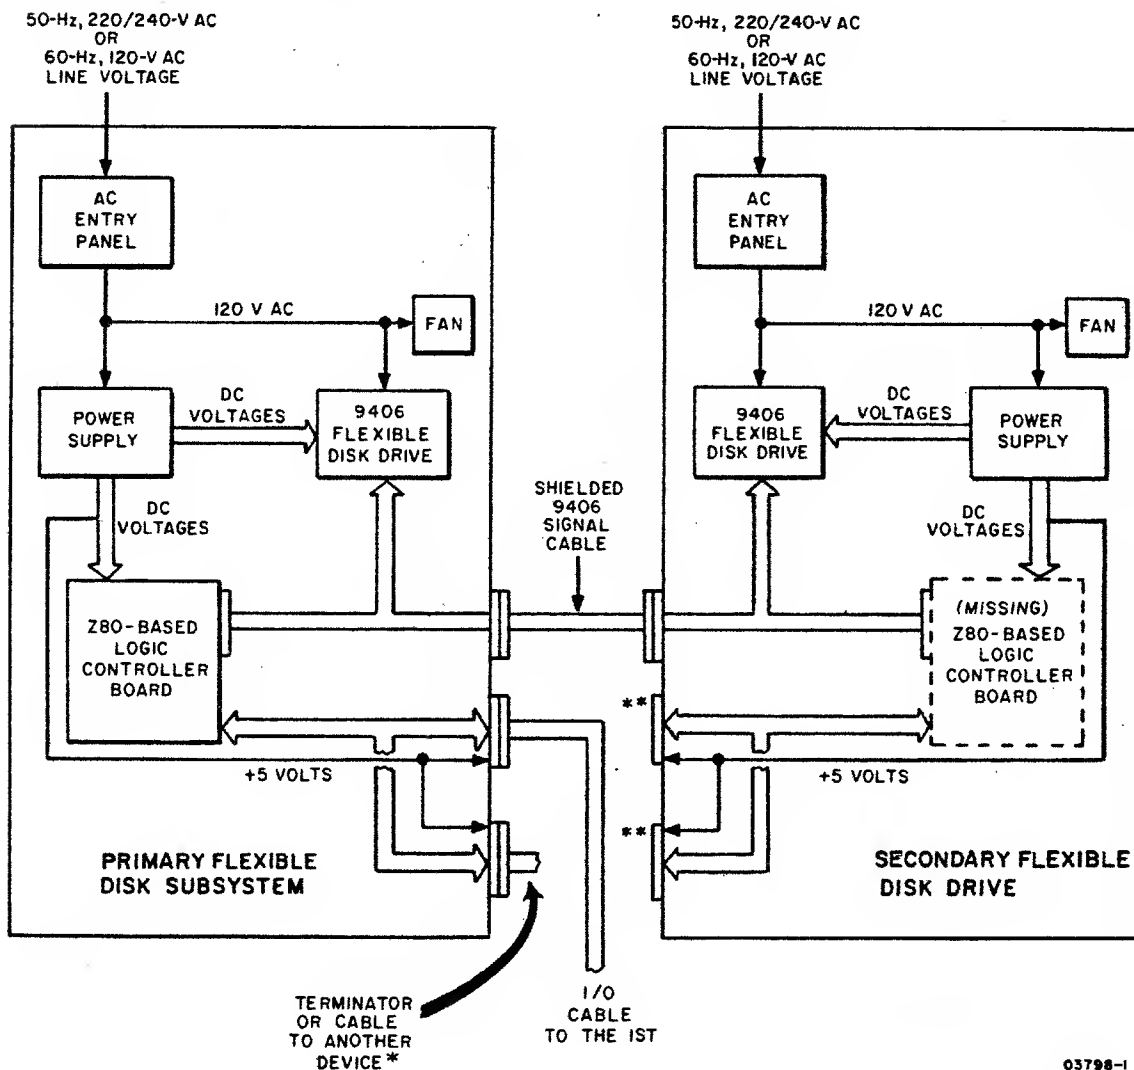 50-Hz, 220/240-V AC
OR
60-Hz, 120-V AC
LINE VOLTAGE
AC
ENTRY
PANEL
120 V AC
FAN
POWER
SUPPLY
DC
VOLTAGES
9406
FLEXIBLE
DISK DRIVE
DC
VOLTAGES
Z80-BASED
LOGIC
CONTROLLER
BOARD
+5 VOLTS
PRIMARY FLEXIBLE
DISK SUBSYSTEM
SHIELDED
9406
SIGNAL
CABLE
TERMINATOR
OR CABLE
TO ANOTHER
DEVICE*
I/O
CABLE
TO THE IST
50-Hz, 220/240-V AC
OR
60-Hz, 120-V AC
LINE VOLTAGE
AC
ENTRY
PANEL
120 V AC
FAN
9406
FLEXIBLE
DISK DRIVE
DC
VOLTAGES
POWER
SUPPLY
DC
VOLTAGES
(MISSING)
Z80-BASED
LOGIC
CONTROLLER
BOARD
**
+5 VOLTS
**
SECONDARY FLEXIBLE
DISK DRIVE
03798-1